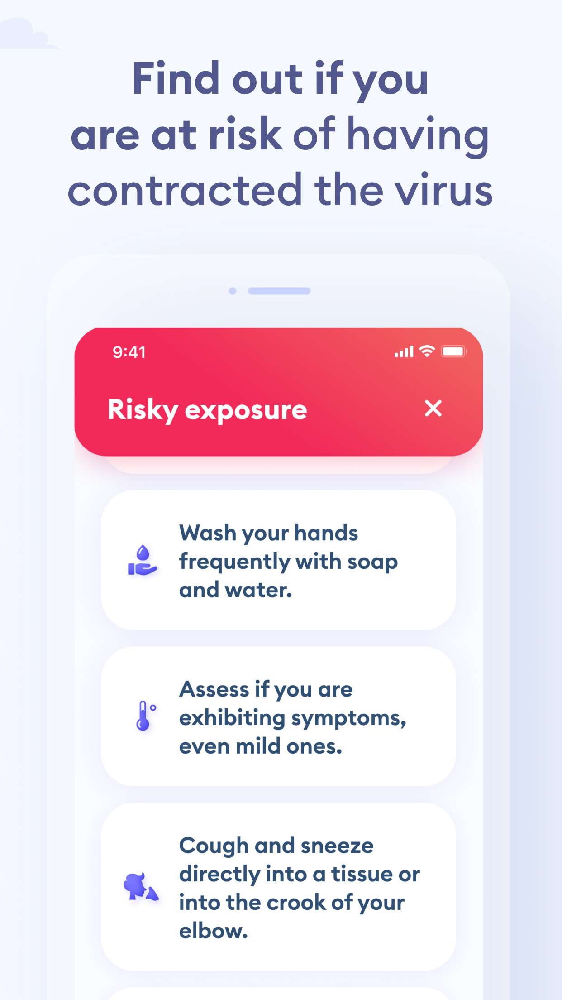 Find out if you
are at risk of having
contracted the virus
9:41
Risky exposure
Wash your hands
frequently with soap
and water.
Assess if you are
exhibiting symptoms,
even mild ones.
Cough and sneeze
directly into a tissue or
into the crook of your
elbow.